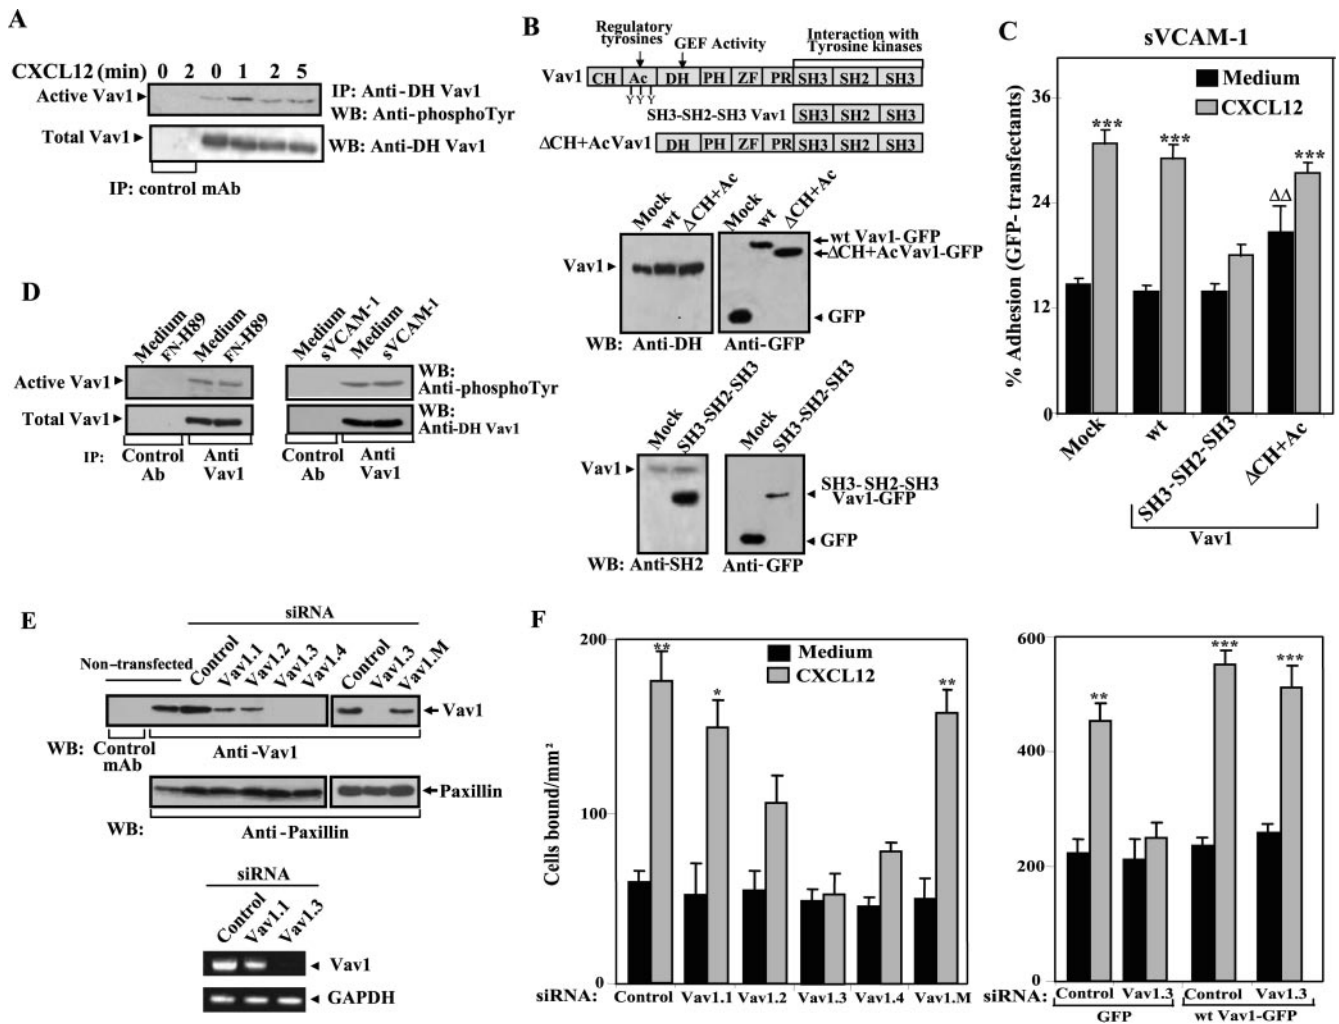 A
CXCL12 (min) 0 2 0 1 2 5
Active Vav1
IP: Anti-DH Vav1
WB: Anti-phosphoTyr
Total Vav1
WB: Anti-DH Vav1
IP: control mAb
B
Regulatory tyrosines
GEF Activity
Interaction with Tyrosine kinases
Vav1 CH Ac DH PH ZF PR SH3 SH2 SH3
Y Y Y
SH3-SH2-SH3 Vav1 SH3 SH2 SH3
ΔCH+AcVav1 DH PH ZF PR SH3 SH2 SH3
Mock wt ΔCH+Ac Mock wt ΔCH+Ac
wt Vav1-GFP
ΔCH+AcVav1-GFP
Vav1
GFP
WB: Anti-DH Anti-GFP
Mock SH3-SH2-SH3 Mock SH3-SH2-SH3
Vav1
SH3-SH2-SH3
Vav1-GFP
GFP
WB: Anti-SH2 Anti-GFP
C
sVCAM-1
Medium
CXCL12
% Adhesion (GFP- transfectants)
36
24
12
0
*** *** *** ΔΔ
Mock wt SH3-SH2-SH3 ΔCH+Ac
Vav1
D
Medium FN-H89 Medium FN-H89
Medium sVCAM-1 Medium sVCAM-1
Active Vav1
WB:
Anti-phosphoTyr
Total Vav1
WB:
Anti-DH Vav1
IP: Control Ab Anti Vav1 Control Ab Anti Vav1
E
siRNA
Non-transfected Control Vav1.1 Vav1.2 Vav1.3 Vav1.4 Control Vav1.3 Vav1.M
Vav1
WB: Control mAb Anti-Vav1
Paxillin
WB: Anti-Paxillin
siRNA
Control Vav1.1 Vav1.3
Vav1
GAPDH
F
Medium
CXCL12
Cells bound/mm²
200
100
0
** * **
siRNA: Control Vav1.1 Vav1.2 Vav1.3 Vav1.4 Vav1.M
600
400
200
0
** *** ***
siRNA: Control Vav1.3 Control Vav1.3
GFP wt Vav1-GFP